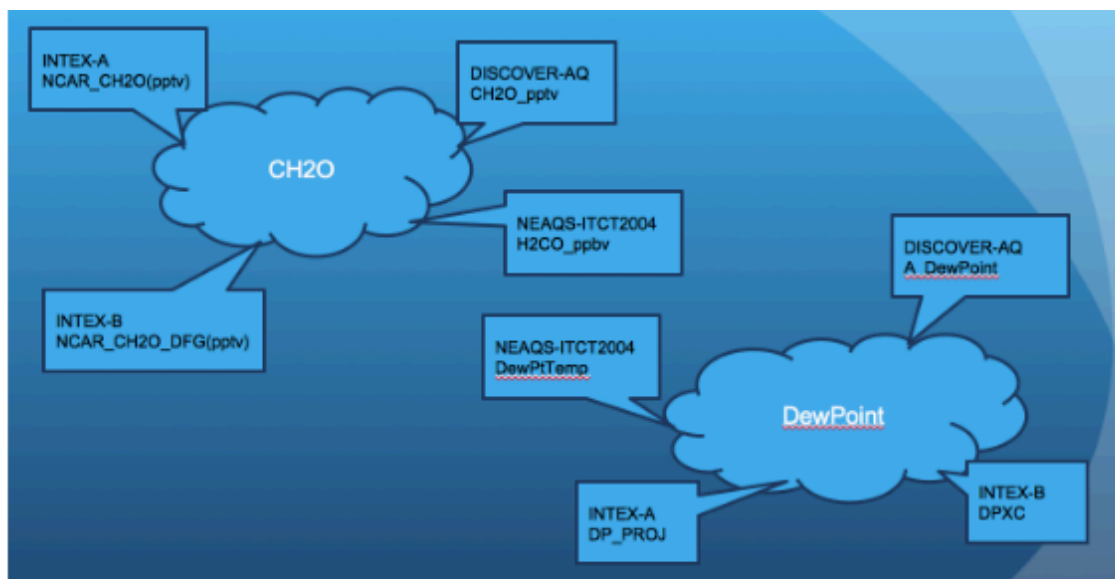 INTEX-A
NCAR_CH2O(pptv)
DISCOVER-AQ
CH2O_pptv
CH2O
NEAQS-ITCT2004
H2CO_ppbv
INTEX-B
NCAR_CH2O_DFG(pptv)
DISCOVER-AQ
A_DewPoint
NEAQS-ITCT2004
DewPtTemp
DewPoint
INTEX-A
DP_PROJ
INTEX-B
DPXC